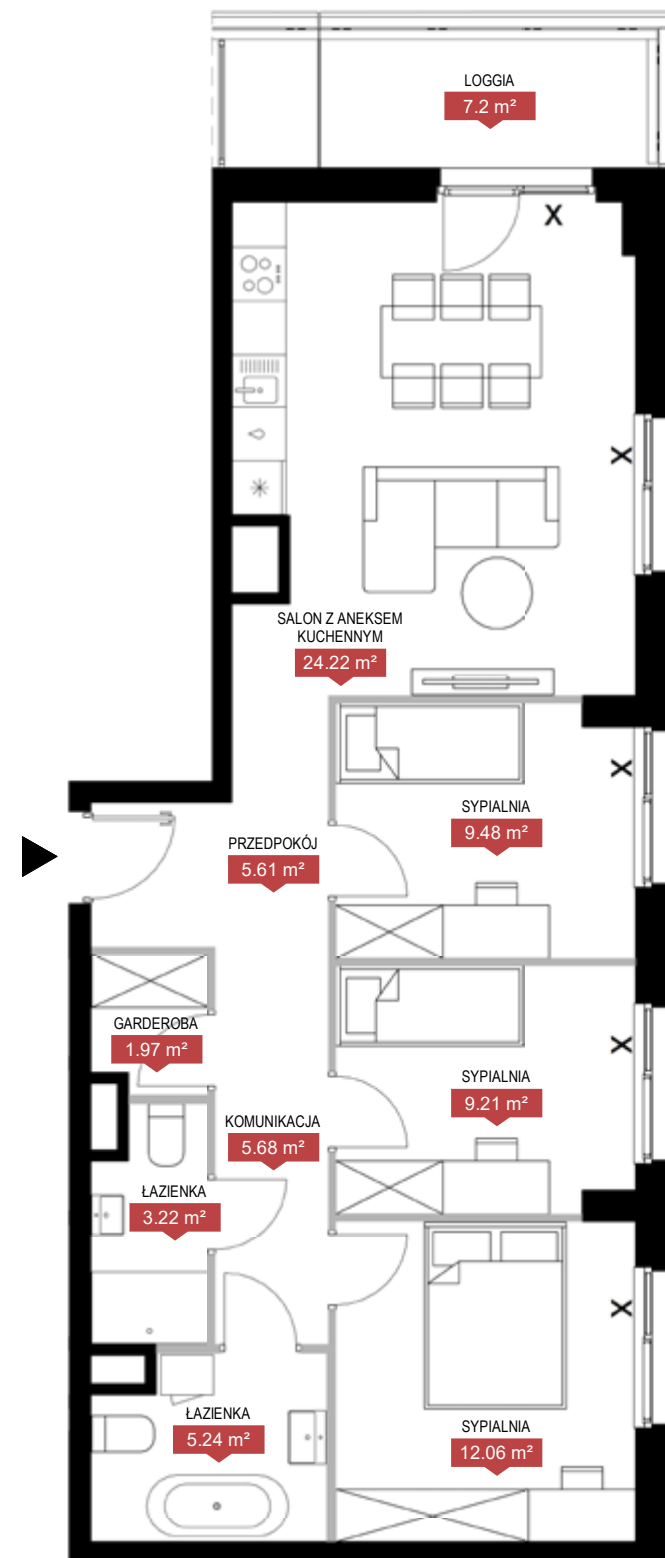 LOGGIA
7.2 m²
X
X
SALON Z ANEKSEM
KUCHENNYM
24.22 m²
X
SYPIALNIA
9.48 m²
PRZEDPOKÓJ
5.61 m²
GARDEROBA
1.97 m²
X
SYPIALNIA
9.21 m²
KOMUNIKACJA
5.68 m²
ŁAZIENKA
3.22 m²
X
ŁAZIENKA
5.24 m²
SYPIALNIA
12.06 m²